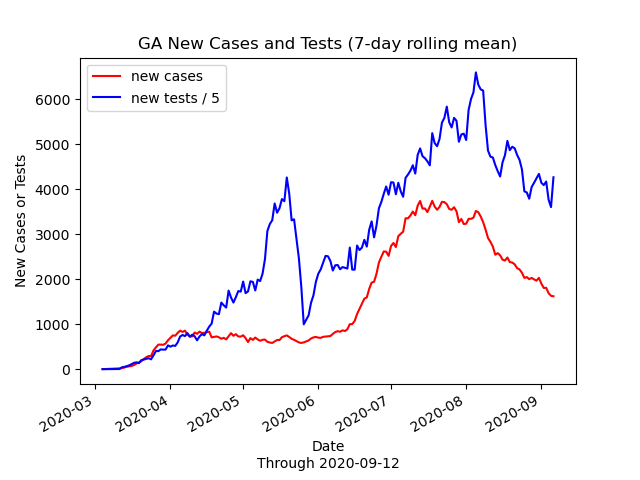 GA New Cases and Tests (7-day rolling mean)
new cases
new tests / 5
New Cases or Tests
6000
5000
4000
3000
2000
1000
0
2020-03
2020-04
2020-05
2020-06
2020-07
2020-08
2020-09
Date
Through 2020-09-12